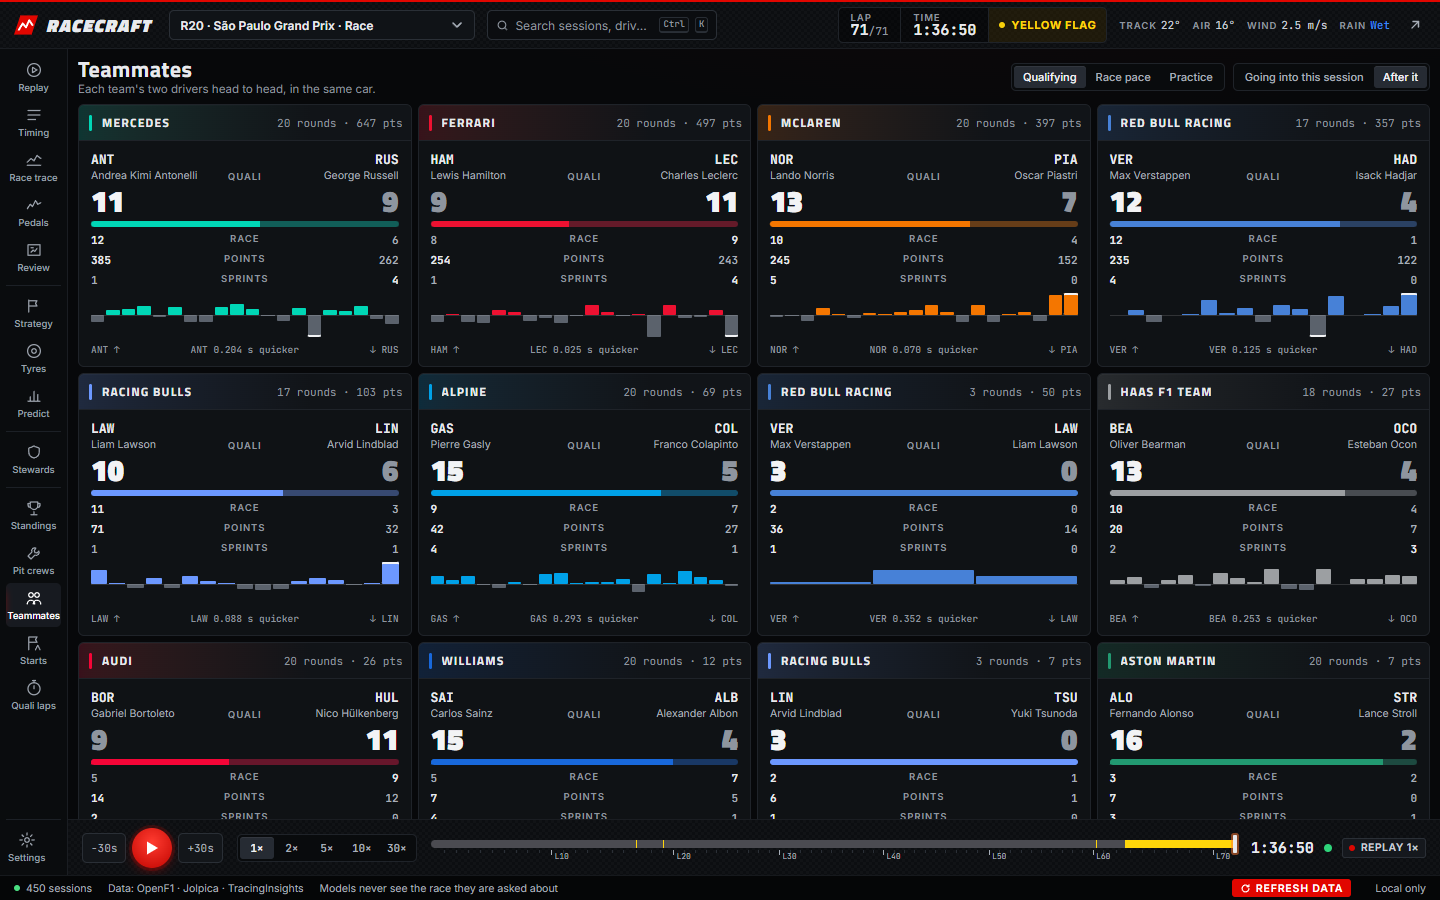 RACECRAFT
R20 · São Paulo Grand Prix · Race
Search sessions, driv... Ctrl K
LAP 71/71
TIME 1:36:50
YELLOW FLAG
TRACK 22° AIR 16° WIND 2.5 m/s RAIN Wet
Replay
Timing
Race trace
Pedals
Review
Strategy
Tyres
Predict
Stewards
Standings
Pit crews
Teammates
Starts
Quali laps
Settings
Teammates
Each team's two drivers head to head, in the same car.
Qualifying Race pace Practice
Going into this session After it
MERCEDES 20 rounds · 647 pts
ANT RUS
Andrea Kimi Antonelli QUALI George Russell
11 9
12 RACE 6
385 POINTS 262
1 SPRINTS 4
ANT ↑ ANT 0.204 s quicker ↓ RUS
FERRARI 20 rounds · 497 pts
HAM LEC
Lewis Hamilton QUALI Charles Leclerc
9 11
8 RACE 9
254 POINTS 243
1 SPRINTS 4
HAM ↑ LEC 0.025 s quicker ↓ LEC
MCLAREN 20 rounds · 397 pts
NOR PIA
Lando Norris QUALI Oscar Piastri
13 7
10 RACE 4
245 POINTS 152
5 SPRINTS 0
NOR ↑ NOR 0.070 s quicker ↓ PIA
RED BULL RACING 17 rounds · 357 pts
VER HAD
Max Verstappen QUALI Isack Hadjar
12 4
12 RACE 1
235 POINTS 122
4 SPRINTS 0
VER ↑ VER 0.125 s quicker ↓ HAD
RACING BULLS 17 rounds · 103 pts
LAW LIN
Liam Lawson QUALI Arvid Lindblad
10 6
11 RACE 3
71 POINTS 32
1 SPRINTS 1
LAW ↑ LAW 0.088 s quicker ↓ LIN
ALPINE 20 rounds · 69 pts
GAS COL
Pierre Gasly QUALI Franco Colapinto
15 5
9 RACE 7
42 POINTS 27
4 SPRINTS 1
GAS ↑ GAS 0.293 s quicker ↓ COL
RED BULL RACING 3 rounds · 50 pts
VER LAW
Max Verstappen QUALI Liam Lawson
3 0
2 RACE 0
36 POINTS 14
1 SPRINTS 0
VER ↑ VER 0.352 s quicker ↓ LAW
HAAS F1 TEAM 18 rounds · 27 pts
BEA OCO
Oliver Bearman QUALI Esteban Ocon
13 4
10 RACE 4
20 POINTS 7
2 SPRINTS 3
BEA ↑ BEA 0.253 s quicker ↓ OCO
AUDI 20 rounds · 26 pts
BOR HUL
Gabriel Bortoleto QUALI Nico Hülkenberg
9 11
5 RACE 9
14 POINTS 12
2 SPRINTS 3
WILLIAMS 20 rounds · 12 pts
SAI ALB
Carlos Sainz QUALI Alexander Albon
15 4
5 RACE 7
7 POINTS 5
4 SPRINTS 1
RACING BULLS 3 rounds · 7 pts
LIN TSU
Arvid Lindblad QUALI Yuki Tsunoda
3 0
2 RACE 1
6 POINTS 1
1 SPRINTS 0
ASTON MARTIN 20 rounds · 7 pts
ALO STR
Fernando Alonso QUALI Lance Stroll
16 2
3 RACE 2
7 POINTS 0
3 SPRINTS 1
-30s +30s 1× 2× 5× 10× 30×
L10 L20 L30 L40 L50 L60 L70
1:36:50 REPLAY 1×
450 sessions Data: OpenF1 · Jolpica · TracingInsights Models never see the race they are asked about
REFRESH DATA Local only